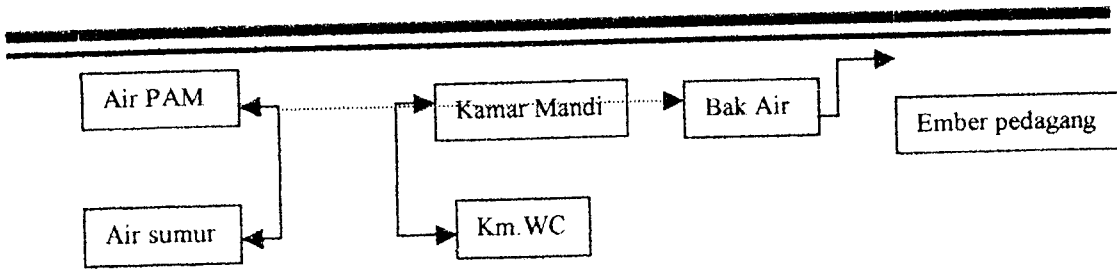 Air PAM
Kamar Mandi
Bak Air
Ember pedagang
Air sumur
Km.WC